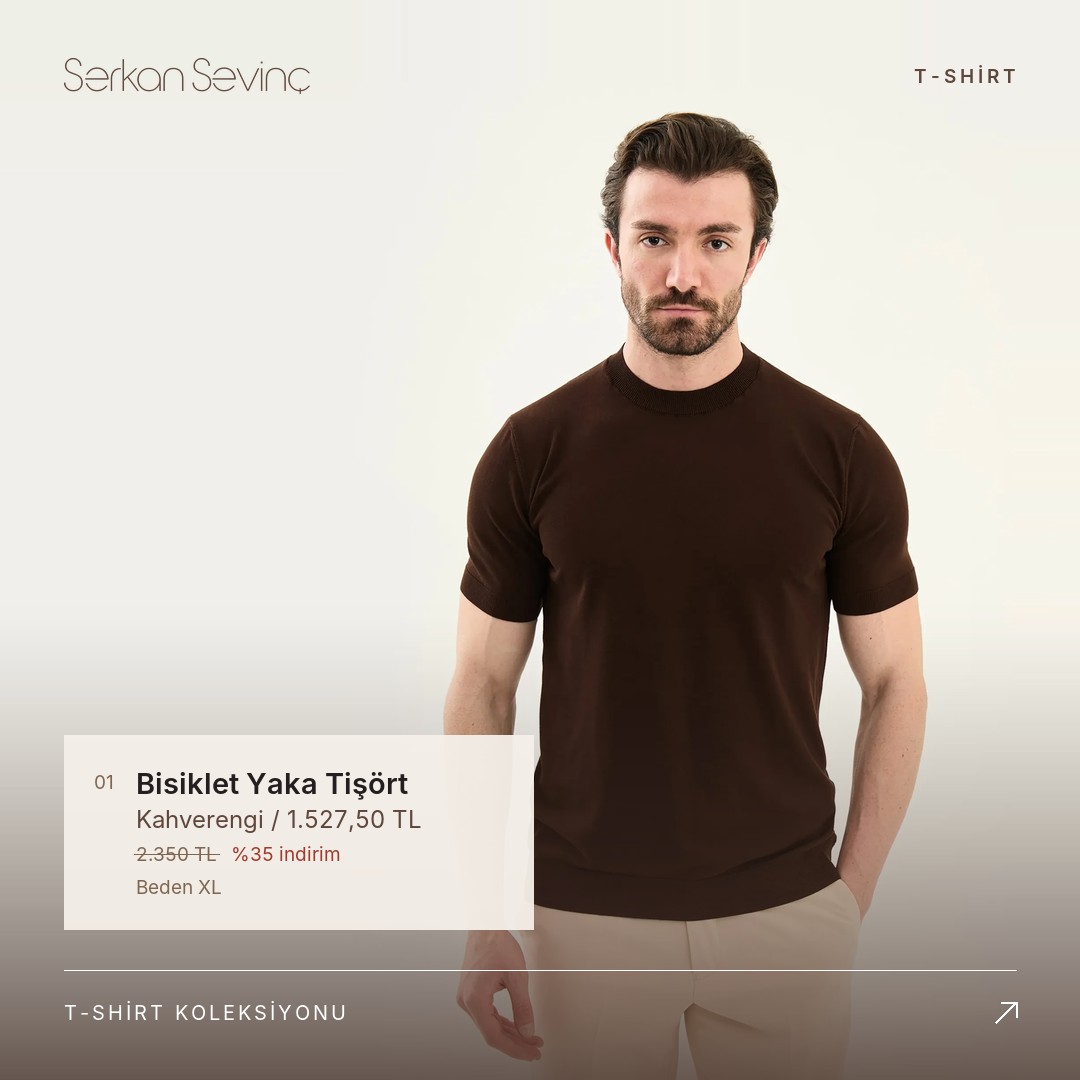 Serkan Sevinç
T-SHİRT
01 Bisiklet Yaka Tişört
Kahverengi / 1.527,50 TL
2.350 TL %35 indirim
Beden XL
T-SHİRT KOLEKSİYONU